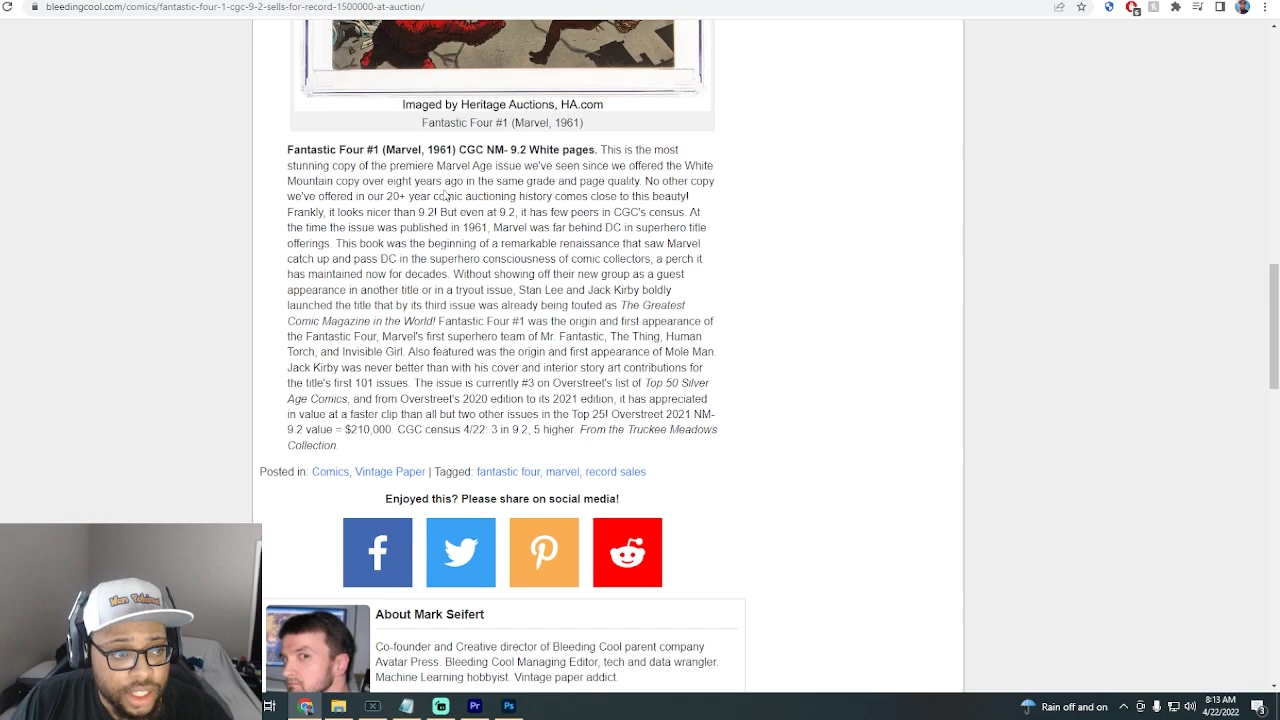 bleedingcool.com/comics/fantastic-four-1-cgc-9-2-sells-for-record-1500000-at-auction/
Imaged by Heritage Auctions, HA.com
Fantastic Four #1 (Marvel, 1961)
Fantastic Four #1 (Marvel, 1961) CGC NM- 9.2 White pages. This is the most
stunning copy of the premiere Marvel Age issue we've seen since we offered the White
Mountain copy over eight years ago in the same grade and page quality. No other copy
we've offered in our 20+ year comic auctioning history comes close to this beauty!
Frankly, it looks nicer than 9.2! But even at 9.2, it has few peers in CGC's census. At
the time the issue was published in 1961, Marvel was far behind DC in superhero title
offerings. This book was the beginning of a remarkable renaissance that saw Marvel
catch up and pass DC in the superhero consciousness of comic collectors, a perch it
has maintained now for decades. Without showing off their new group as a guest
appearance in another title or in a tryout issue, Stan Lee and Jack Kirby boldly
launched the title that by its third issue was already being touted as The Greatest
Comic Magazine in the World! Fantastic Four #1 was the origin and first appearance of
the Fantastic Four, Marvel's first superhero team of Mr. Fantastic, The Thing, Human
Torch, and Invisible Girl. Also featured was the origin and first appearance of Mole Man.
Jack Kirby was never better than with his cover and interior story art contributions for
the title's first 101 issues. The issue is currently #3 on Overstreet's list of Top 50 Silver
Age Comics, and from Overstreet's 2020 edition to its 2021 edition, it has appreciated
in value at a faster clip than all but two other issues in the Top 25! Overstreet 2021 NM-
9.2 value = $210,000. CGC census 4/22: 3 in 9.2, 5 higher. From the Truckee Meadows
Collection.
Posted in: Comics, Vintage Paper | Tagged: fantastic four, marvel, record sales
Enjoyed this? Please share on social media!
About Mark Seifert
Co-founder and Creative director of Bleeding Cool parent company
Avatar Press. Bleeding Cool Managing Editor, tech and data wrangler.
Machine Learning hobbyist. Vintage paper addict.
Pr
Ps
Rain off and on
8:13 AM
4/22/2022